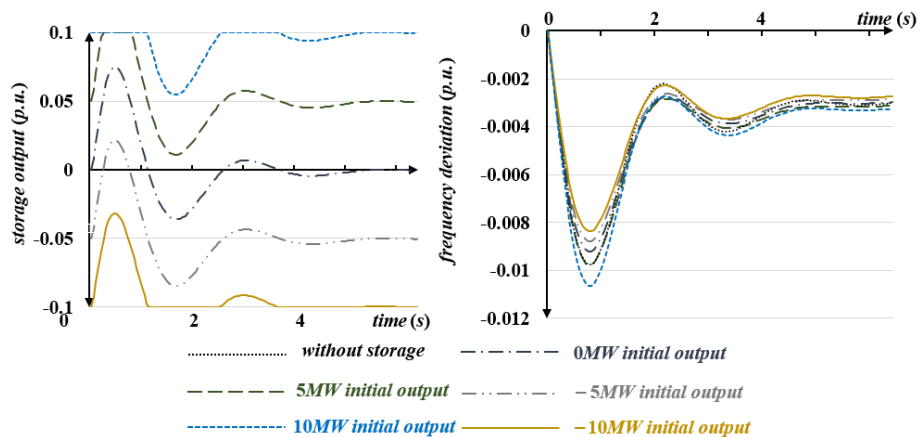 storage output (p.u.)
0.1
0.05
0
-0.05
-0.1
0
2
4
time (s)
frequency deviation (p.u.)
0
2
4
time (s)
0
-0.002
-0.004
-0.006
-0.008
-0.01
-0.012
without storage
0MW initial output
5MW initial output
−5MW initial output
10MW initial output
−10MW initial output